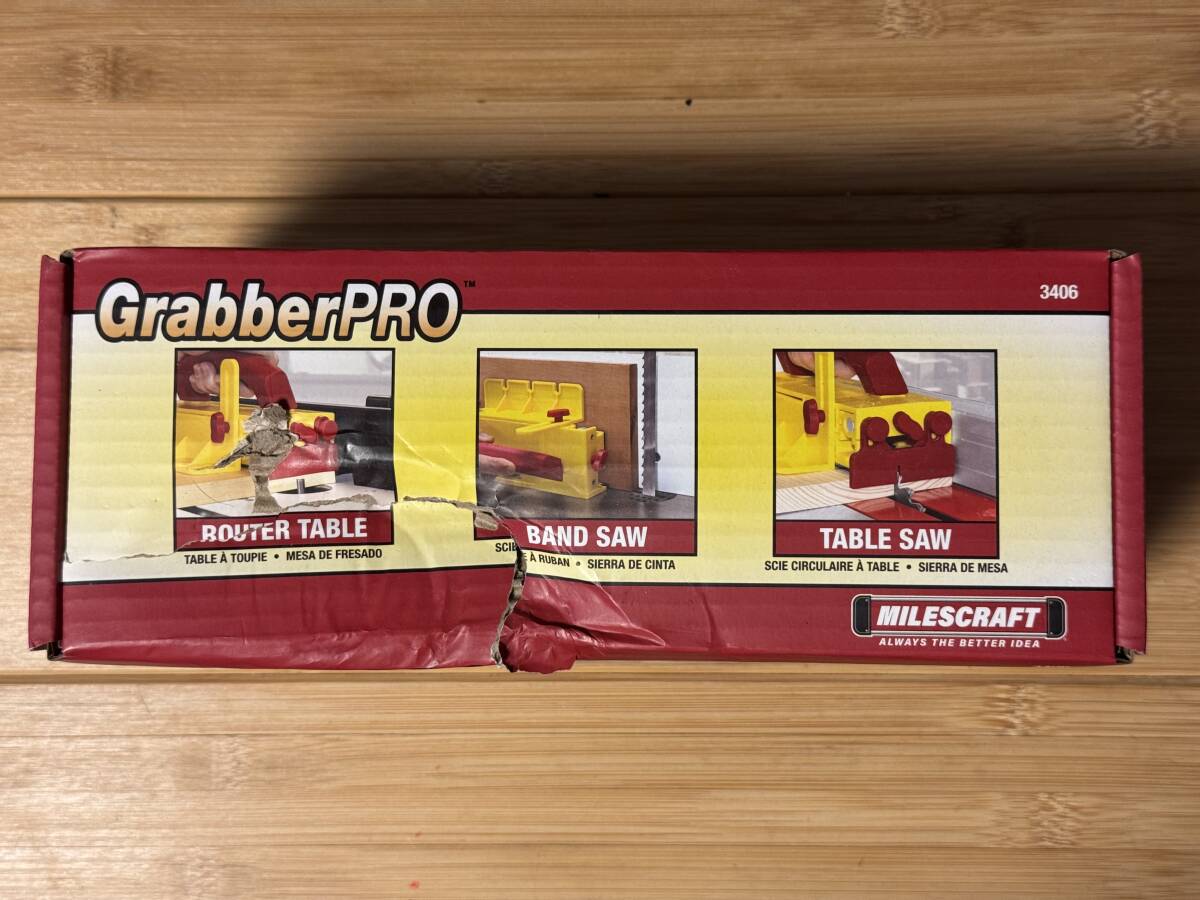 GrabberPRO™
3406
ROUTER TABLE
TABLE À TOUPIE • MESA DE FRESADO
BAND SAW
SCIE À RUBAN • SIERRA DE CINTA
TABLE SAW
SCIE CIRCULAIRE À TABLE • SIERRA DE MESA
MILESCRAFT
ALWAYS THE BETTER IDEA